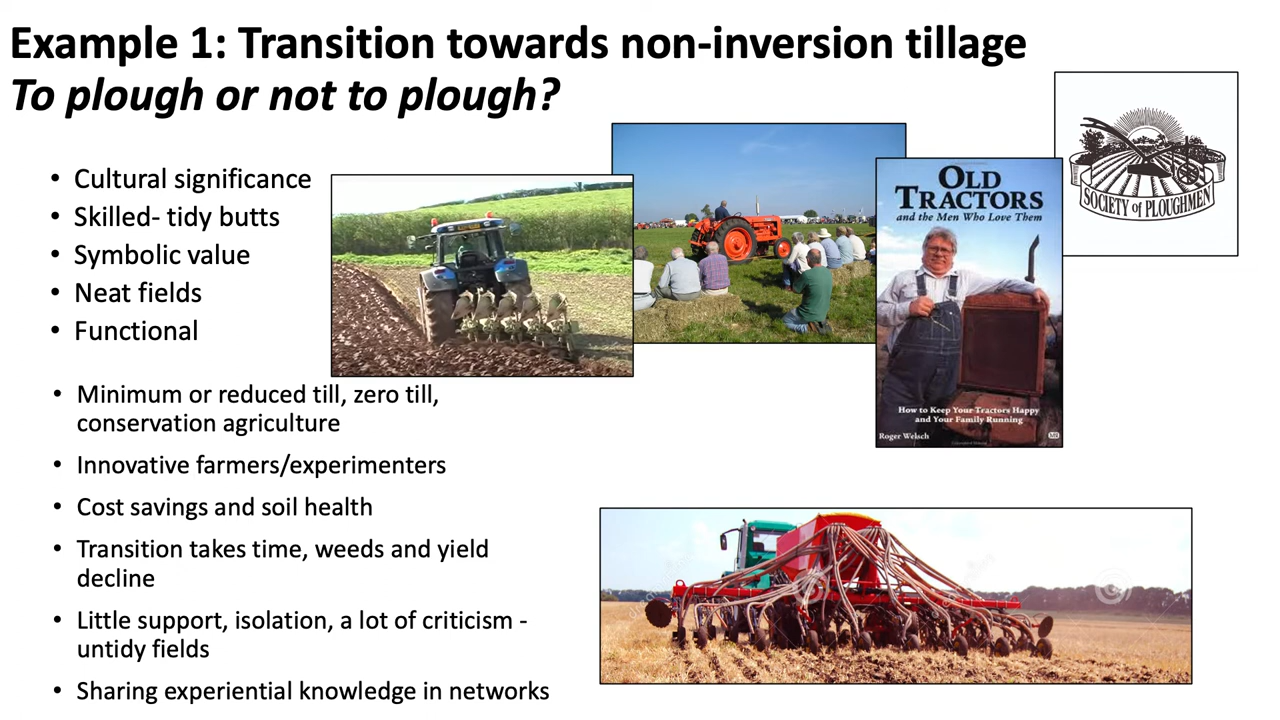 Example 1: Transition towards non-inversion tillage
To plough or not to plough?
• Cultural significance
• Skilled- tidy butts
• Symbolic value
• Neat fields
• Functional
• Minimum or reduced till, zero till,
conservation agriculture
• Innovative farmers/experimenters
• Cost savings and soil health
• Transition takes time, weeds and yield
decline
• Little support, isolation, a lot of criticism -
untidy fields
• Sharing experiential knowledge in networks
OLD
TRACTORS
and the Men Who Love Them
How to Keep Your Tractors Happy
and Your Family Running
Roger Welsch
SOCIETY of PLOUGHMEN